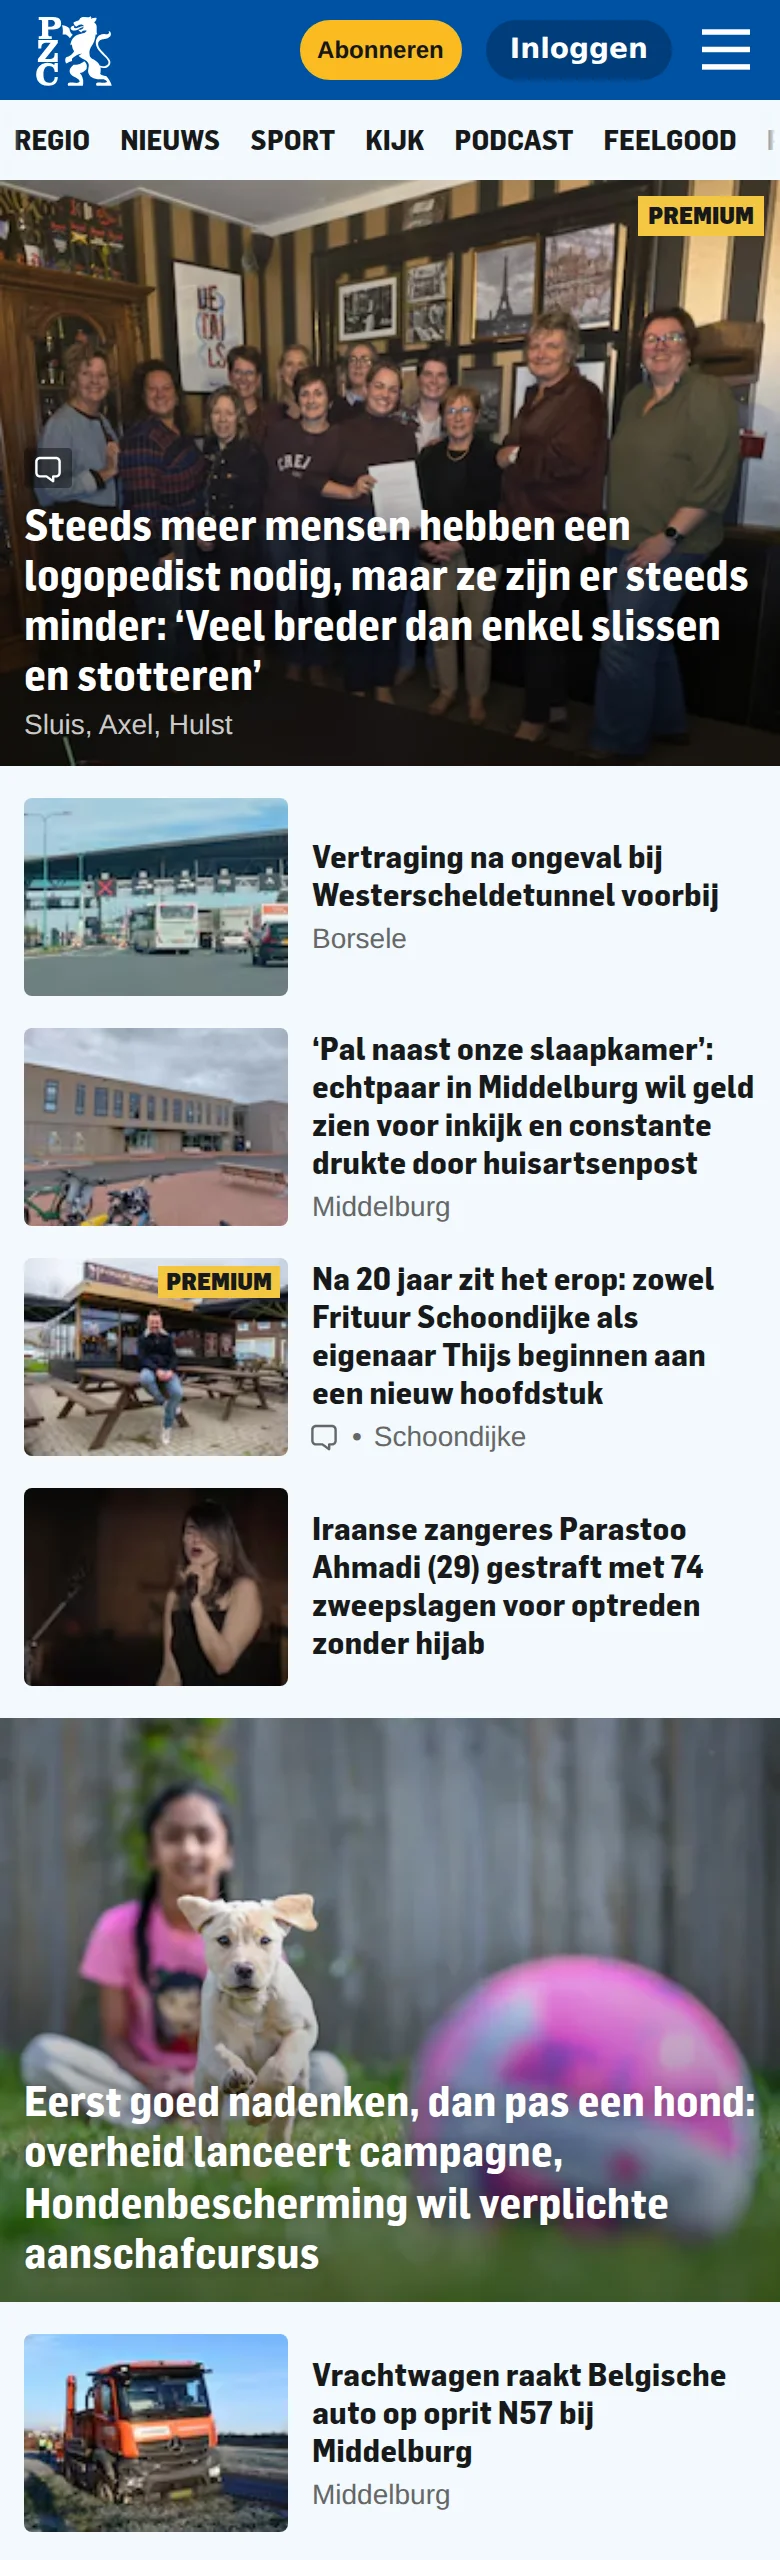 PZC
Abonneren
Inloggen
REGIO NIEUWS SPORT KIJK PODCAST FEELGOOD
PREMIUM
Steeds meer mensen hebben een
logopedist nodig, maar ze zijn er steeds
minder: ‘Veel breder dan enkel slissen
en stotteren’
Sluis, Axel, Hulst
Vertraging na ongeval bij
Westerscheldetunnel voorbij
Borsele
‘Pal naast onze slaapkamer’:
echtpaar in Middelburg wil geld
zien voor inkijk en constante
drukte door huisartsenpost
Middelburg
PREMIUM
Na 20 jaar zit het erop: zowel
Frituur Schoondijke als
eigenaar Thijs beginnen aan
een nieuw hoofdstuk
• Schoondijke
Iraanse zangeres Parastoo
Ahmadi (29) gestraft met 74
zweepslagen voor optreden
zonder hijab
Eerst goed nadenken, dan pas een hond:
overheid lanceert campagne,
Hondenbescherming wil verplichte
aanschafcursus
Vrachtwagen raakt Belgische
auto op oprit N57 bij
Middelburg
Middelburg